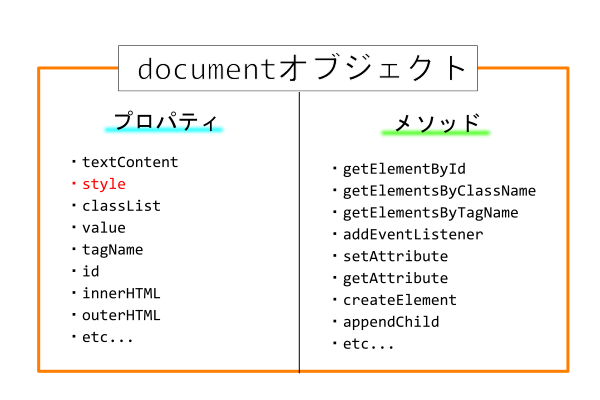 documentオブジェクト
プロパティ
・textContent
・style
・classList
・value
・tagName
・id
・innerHTML
・outerHTML
・etc...
メソッド
・getElementById
・getElementsByClassName
・getElementsByTagName
・addEventListener
・setAttribute
・getAttribute
・createElement
・appendChild
・etc...